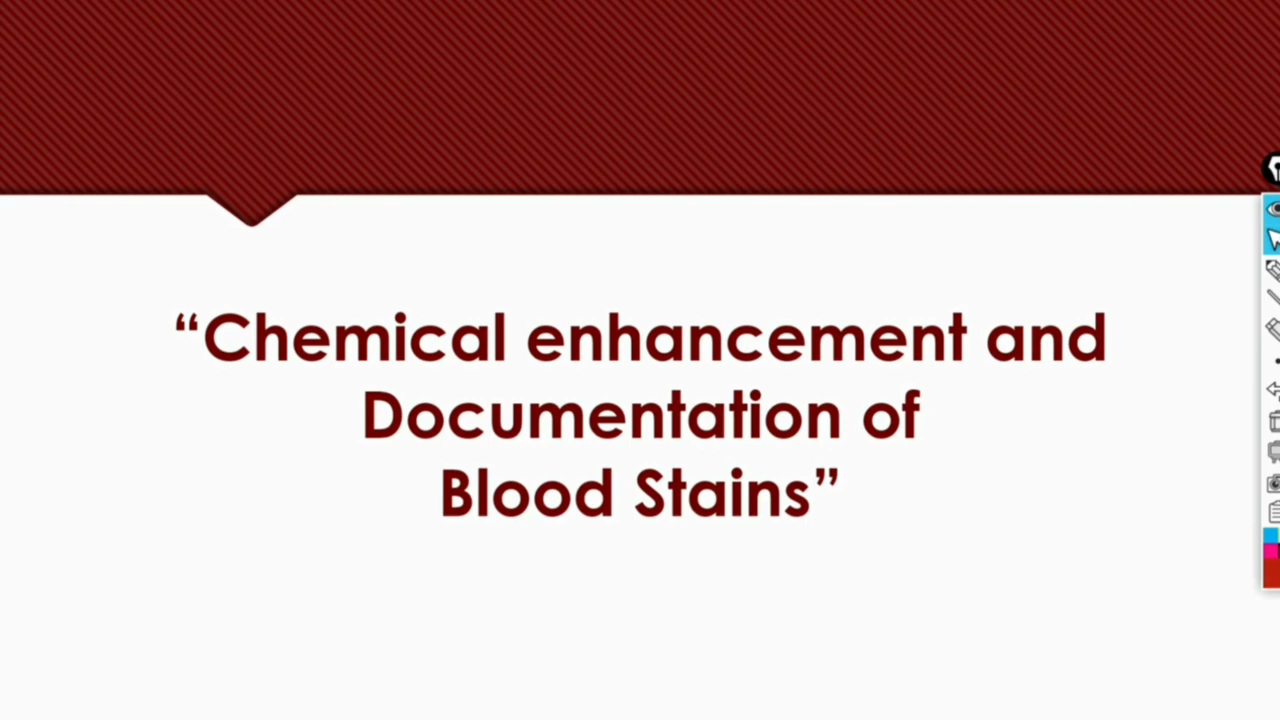 “Chemical enhancement and
Documentation of
Blood Stains”